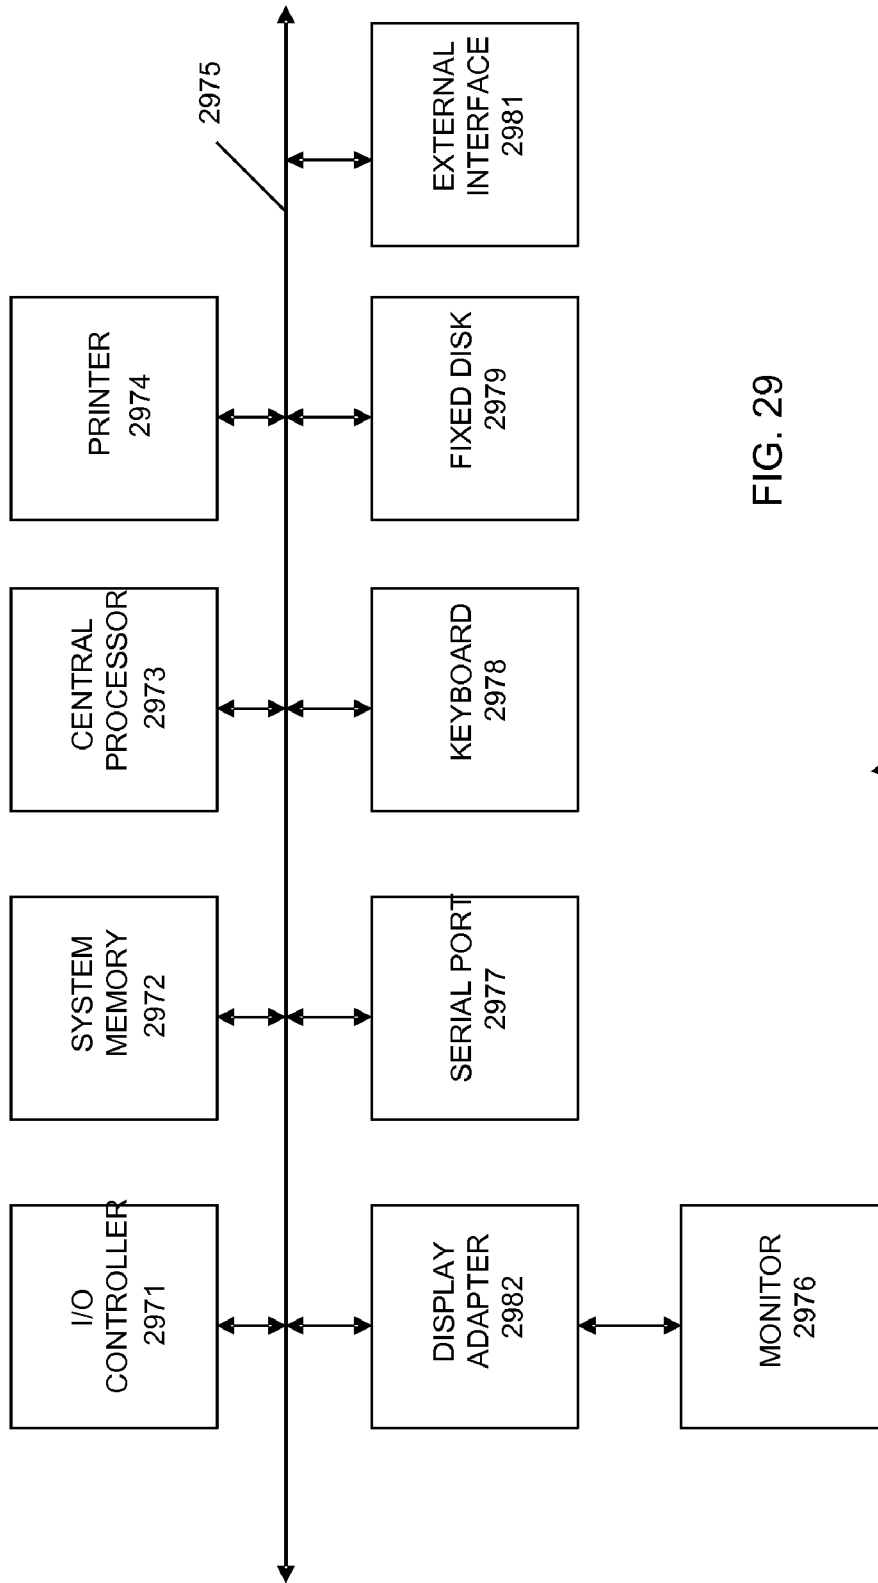 I/O
CONTROLLER
2971
SYSTEM
MEMORY
2972
CENTRAL
PROCESSOR
2973
PRINTER
2974
2975
DISPLAY
ADAPTER
2982
SERIAL PORT
2977
KEYBOARD
2978
FIXED DISK
2979
EXTERNAL
INTERFACE
2981
MONITOR
2976
FIG. 29